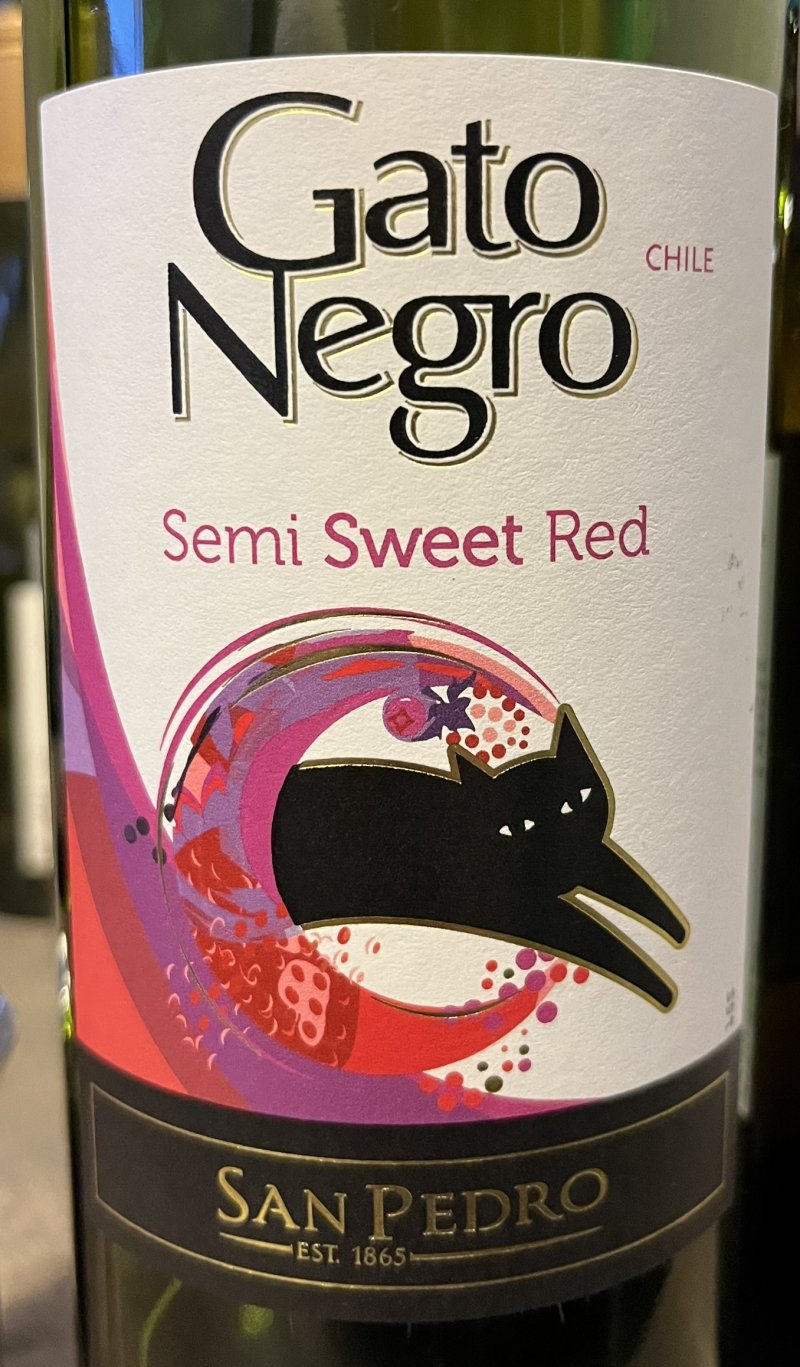 Gato
Negro
CHILE
Semi Sweet Red
SAN PEDRO
EST. 1865